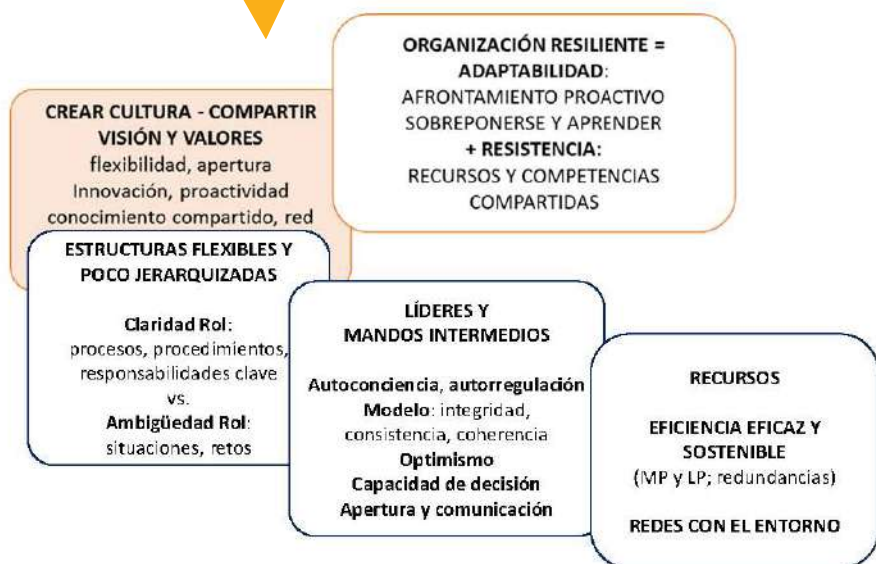 ORGANIZACIÓN RESILIENTE =
ADAPTABILIDAD:
AFRONTAMIENTO PROACTIVO
SOBREPONERSE Y APRENDER
+ RESISTENCIA:
RECURSOS Y COMPETENCIAS
COMPARTIDAS
CREAR CULTURA - COMPARTIR
VISIÓN Y VALORES
flexibilidad, apertura
Innovación, proactividad
conocimiento compartido, red
ESTRUCTURAS FLEXIBLES Y
POCO JERARQUIZADAS
Claridad Rol:
procesos, procedimientos,
responsabilidades clave
vs.
Ambigüedad Rol:
situaciones, retos
LÍDERES Y
MANDOS INTERMEDIOS
Autoconciencia, autorregulación
Modelo: integridad,
consistencia, coherencia
Optimismo
Capacidad de decisión
Apertura y comunicación
RECURSOS
EFICIENCIA EFICAZ Y
SOSTENIBLE
(MP y LP; redundancias)
REDES CON EL ENTORNO